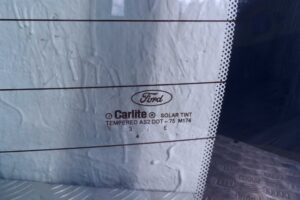 Ford
Carlite SOLAR TINT
TEMPERED AS2 DOT-75 M174